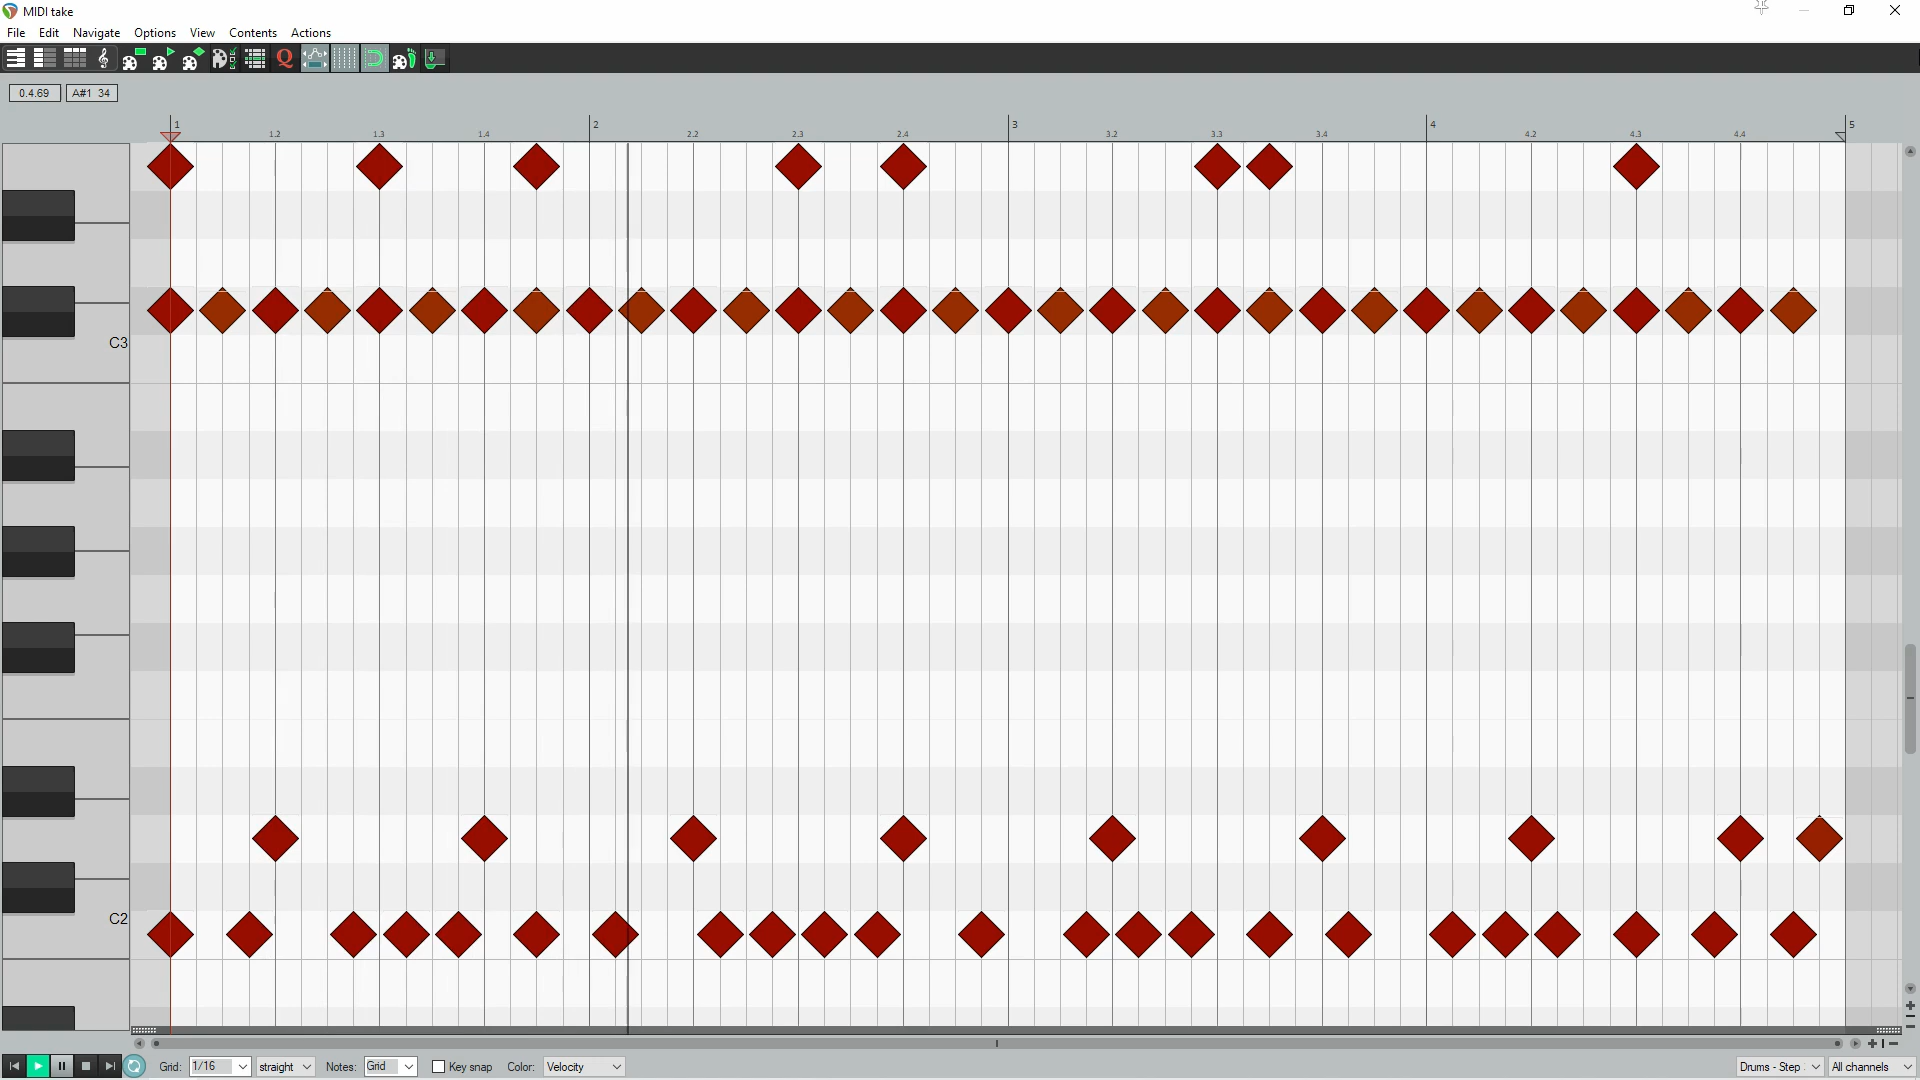 MIDI take
File Edit Navigate Options View Contents Actions
Q
0.4.69 A#1 34
1 2 3 4 5
1.2 1.3 1.4 2.2 2.3 2.4 3.2 3.3 3.4 4.2 4.3 4.4
C3
C2
Grid: 1/16 straight Notes: Grid Key snap Color: Velocity Drums - Step All channels